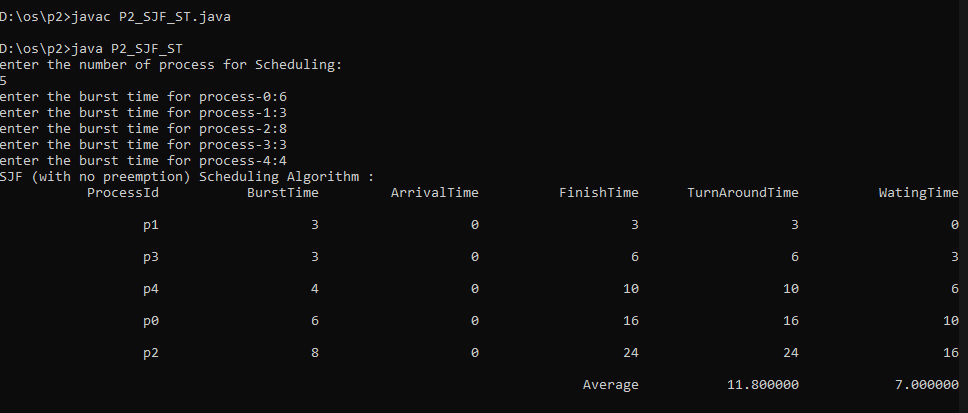 D:\os\p2>javac P2_SJF_ST.java
D:\os\p2>java P2_SJF_ST
enter the number of process for Scheduling:
5
enter the burst time for process-0:6
enter the burst time for process-1:3
enter the burst time for process-2:8
enter the burst time for process-3:3
enter the burst time for process-4:4
SJF (with no preemption) Scheduling Algorithm :
ProcessId BurstTime ArrivalTime FinishTime TurnAroundTime WatingTime
p1 3 0 3 3 0
p3 3 0 6 6 3
p4 4 0 10 10 6
p0 6 0 16 16 10
p2 8 0 24 24 16
Average 11.800000 7.000000